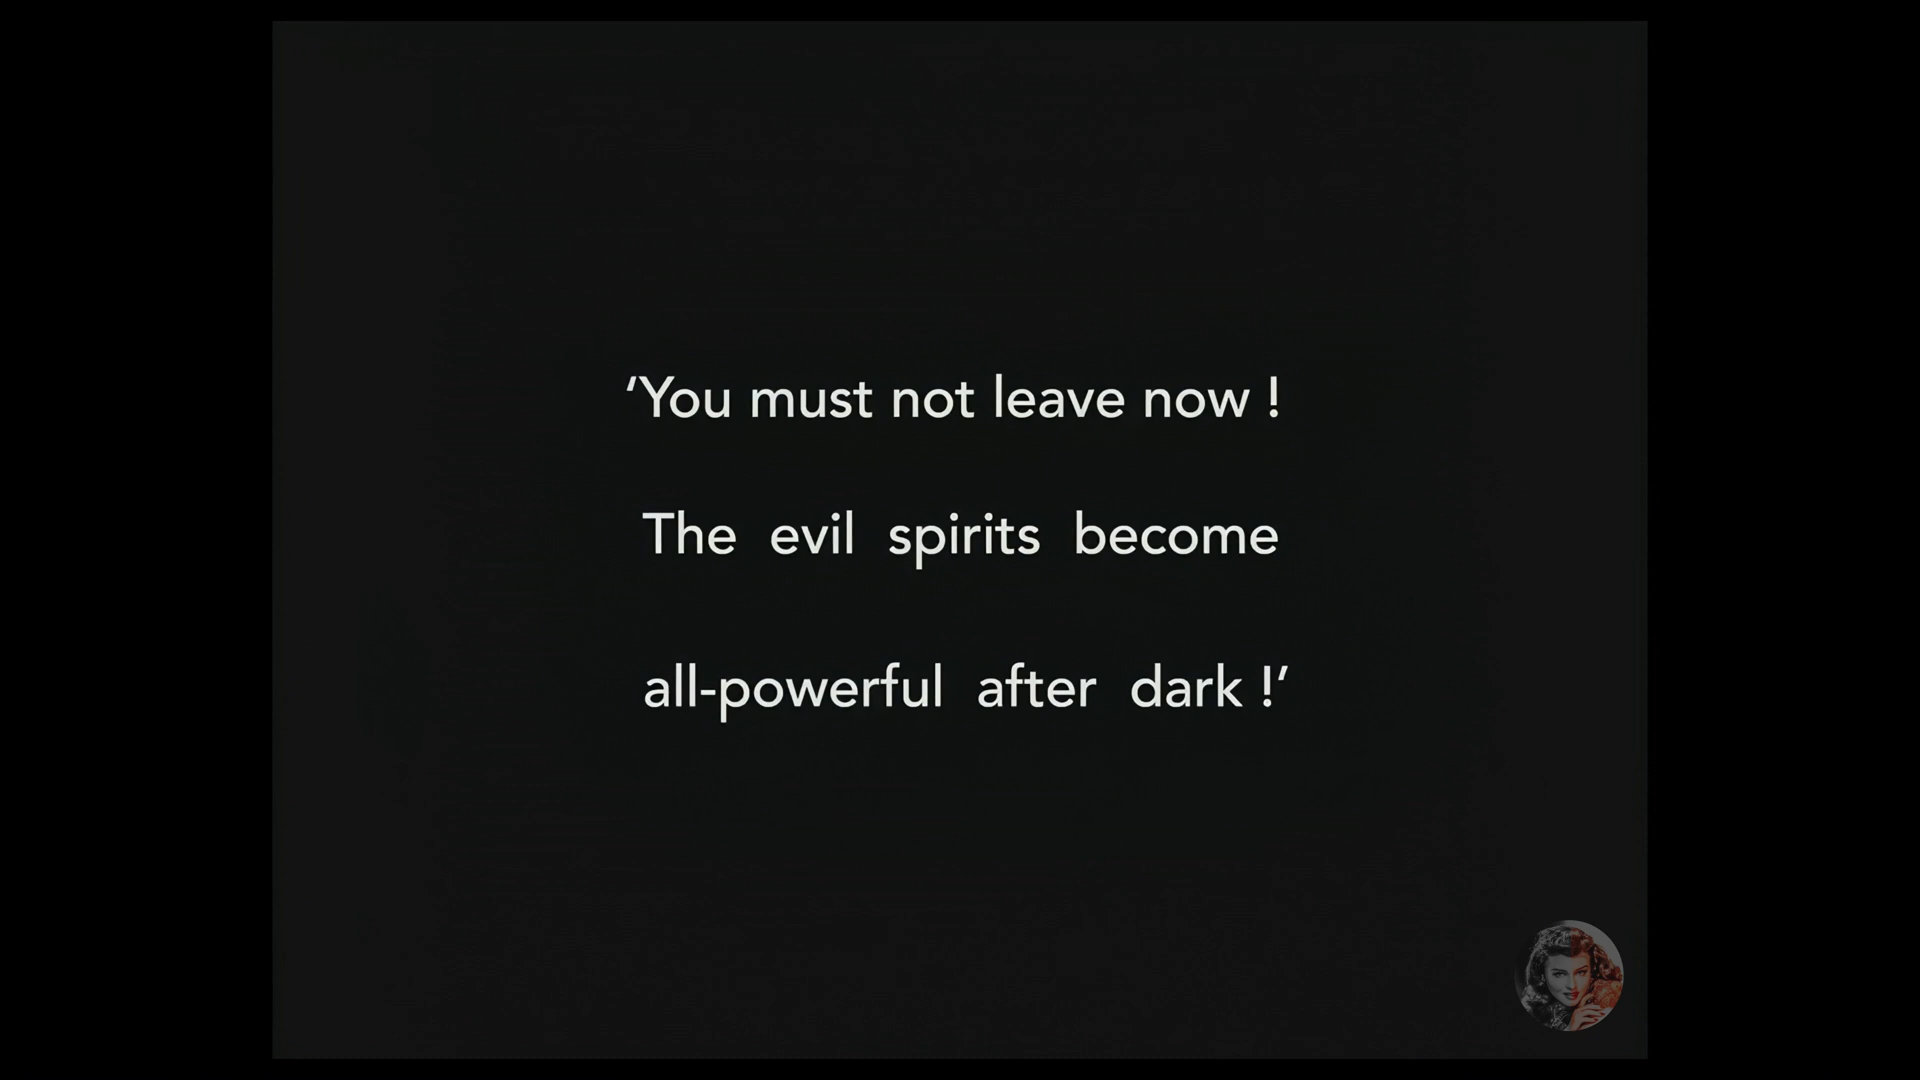 ‘You must not leave now !
The evil spirits become
all-powerful after dark !’